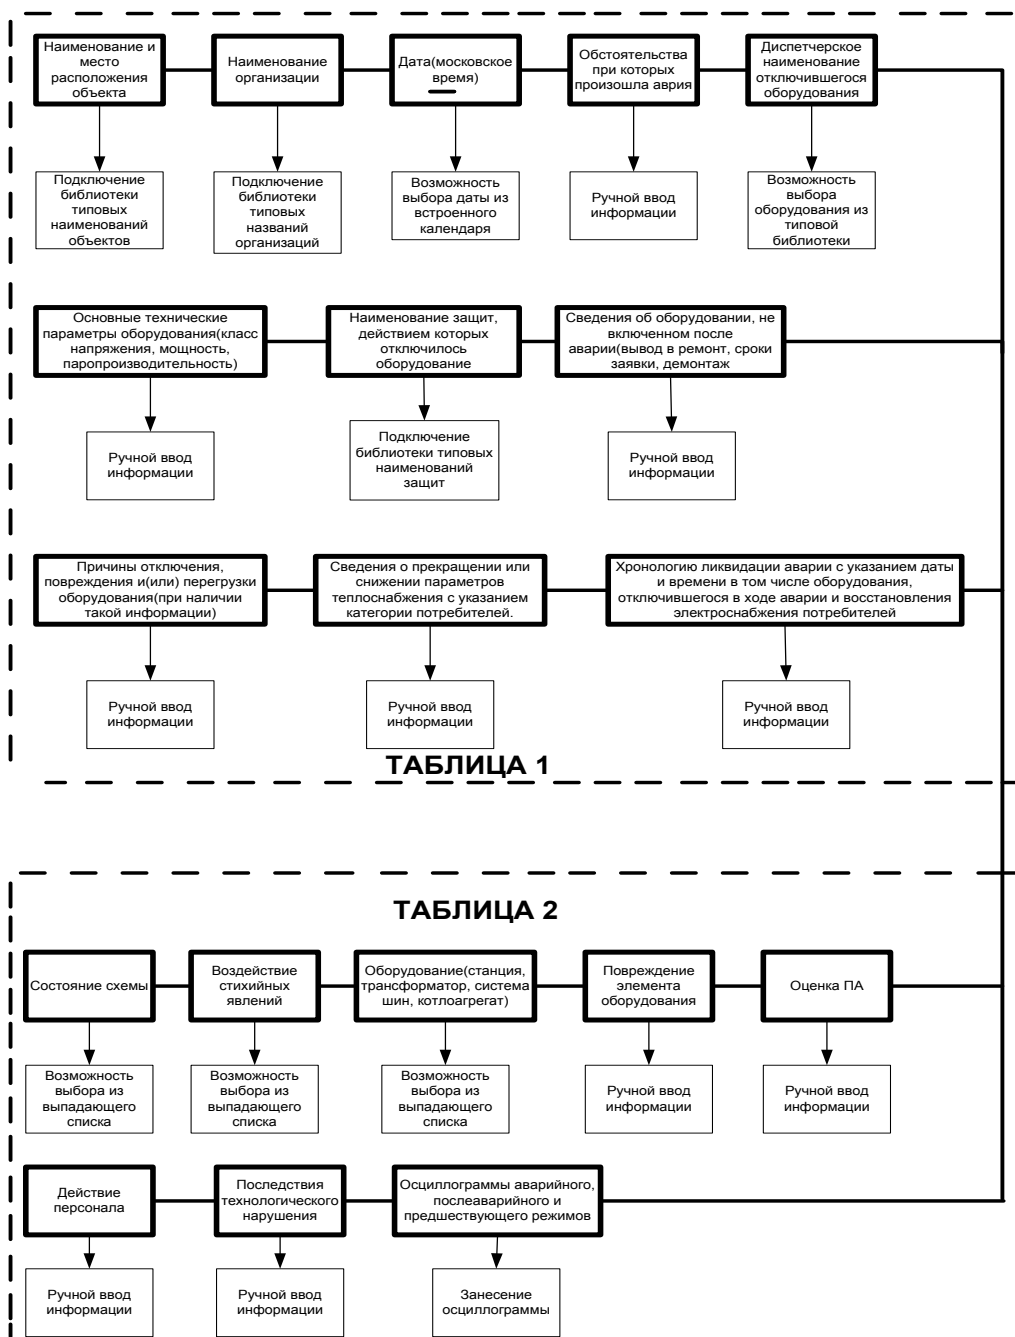 Наименование и
место
расположения
объекта
Наименование
организации
Дата(московское
время)
Обстоятельства
при которых
произошла аврия
Диспетчерское
наименование
отключившегося
оборудования
Подключение
библиотеки
типовых
наименований
объектов
Подключение
библиотеки
типовых
названий
организаций
Возможность
выбора даты из
встроенного
календаря
Ручной ввод
информации
Возможность
выбора
оборудования из
типовой
библиотеки
Основные технические
параметры оборудования(класс
напряжения, мощность,
паропроизводительность)
Наименование защит,
действием которых
отключилось
оборудование
Сведения об оборудовании, не
включенном после
аварии(вывод в ремонт, сроки
заявки, демонтаж
Ручной ввод
информации
Подключение
библиотеки типовых
наименований
защит
Ручной ввод
информации
Причины отключения,
повреждения и(или) перегрузки
оборудования(при наличии
такой информации)
Сведения о прекращении или
снижении параметров
теплоснабжения с указанием
категории потребителей.
Хронологию ликвидации аварии с указанием даты
и времени в том числе оборудования,
отключившегося в ходе аварии и восстановления
электроснабжения потребителей
Ручной ввод
информации
Ручной ввод
информации
Ручной ввод
информации
ТАБЛИЦА 1
ТАБЛИЦА 2
Состояние схемы
Воздействие
стихийных
явлений
Оборудование(станция,
трансформатор, система
шин, котлоагрегат)
Повреждение
элемента
оборудования
Оценка ПА
Возможность
выбора из
выпадающего
списка
Возможность
выбора из
выпадающего
списка
Возможность
выбора из
выпадающего
списка
Ручной ввод
информации
Ручной ввод
информации
Действие
персонала
Последствия
технологического
нарушения
Осциллограммы аварийного,
послеаварийного и
предшествующего режимов
Ручной ввод
информации
Ручной ввод
информации
Занесение
осциллограммы